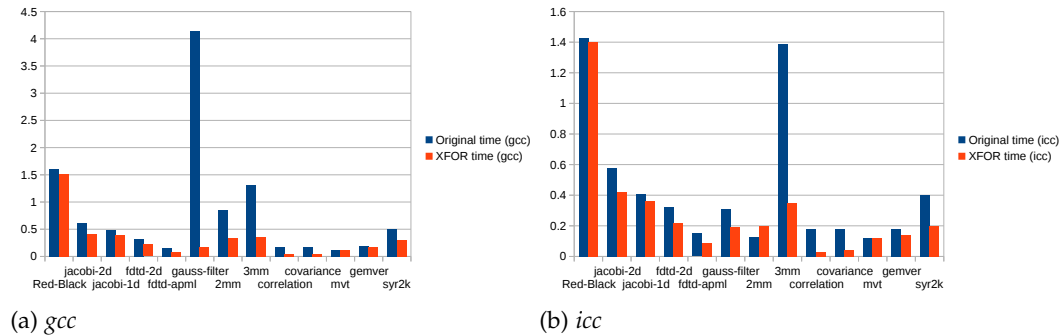 4.5
4
3.5
3
2.5
2
1.5
1
0.5
0
Original time (gcc)
XFOR time (gcc)
jacobi-2d fdtd-2d gauss-filter 3mm covariance gemver
Red-Black jacobi-1d fdtd-apml 2mm correlation mvt syr2k
(a) gcc
1.6
1.4
1.2
1
0.8
0.6
0.4
0.2
0
Original time (icc)
XFOR time (icc)
jacobi-2d fdtd-2d gauss-filter 3mm covariance gemver
Red-Black jacobi-1d fdtd-apml 2mm correlation mvt syr2k
(b) icc